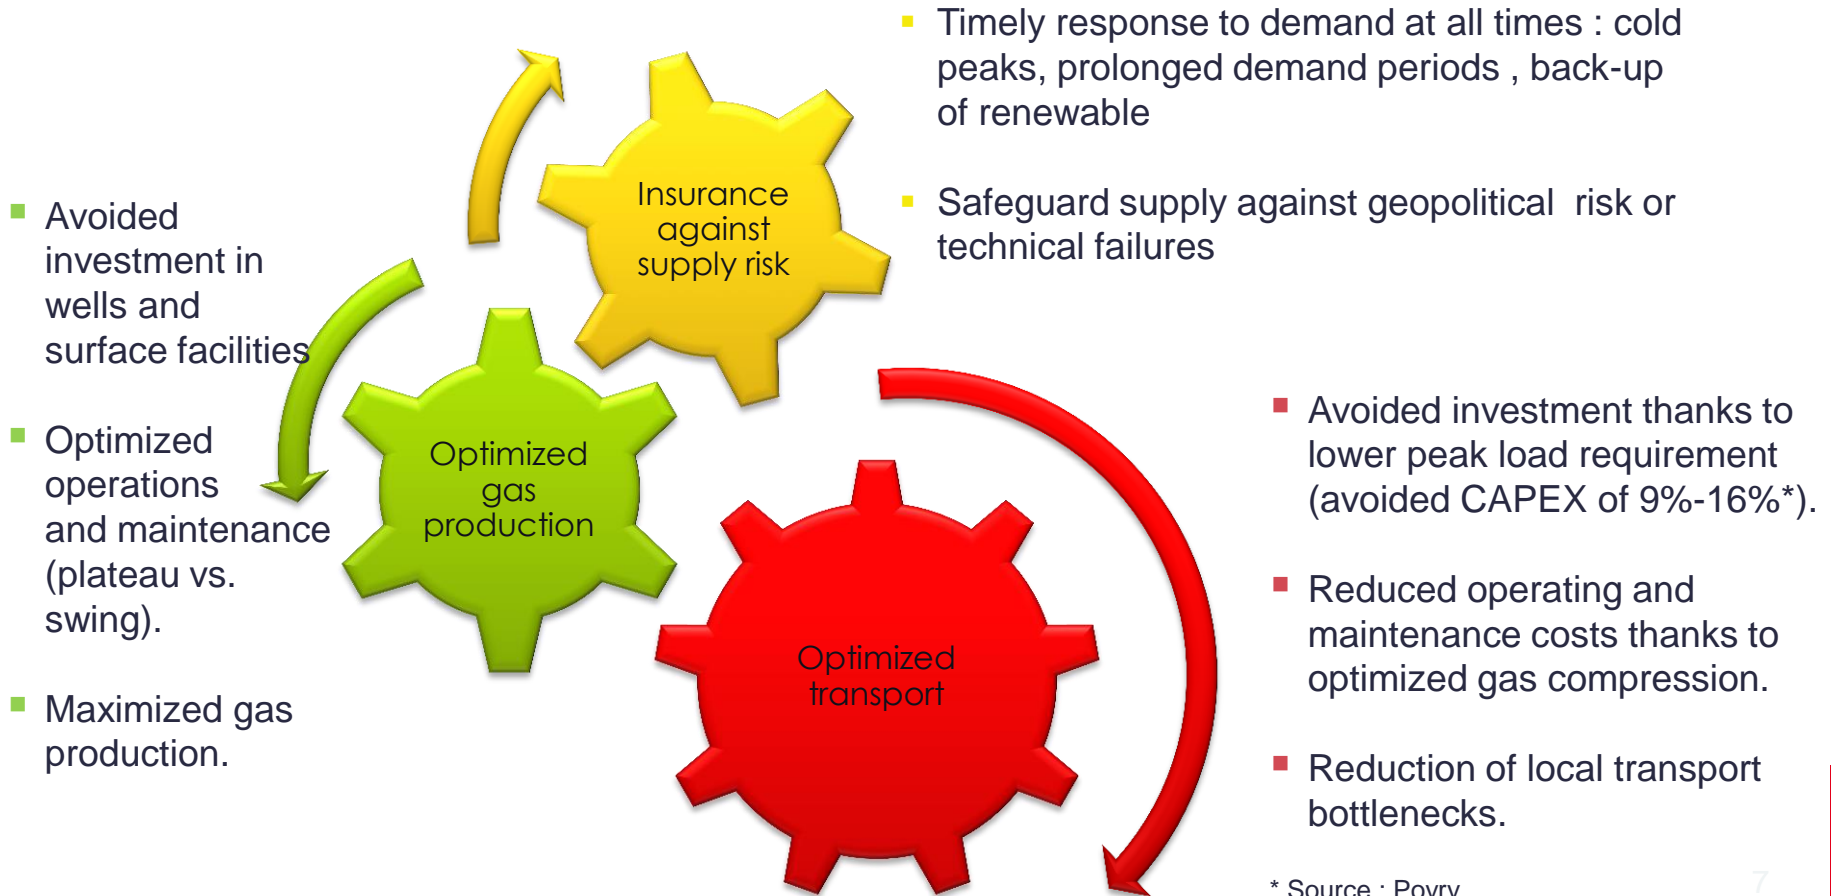 Timely response to demand at all times : cold
peaks, prolonged demand periods , back-up
of renewable
Safeguard supply against geopolitical  risk or
technical failures
Insurance
against
supply risk
Avoided
investment in
wells and
surface facilities
Optimized
operations
and maintenance
(plateau vs.
swing).
Maximized gas
production.
Optimized
gas
production
Optimized
transport
Avoided investment thanks to
lower peak load requirement
(avoided CAPEX of 9%-16%*).
Reduced operating and
maintenance costs thanks to
optimized gas compression.
Reduction of local transport
bottlenecks.
* Source : Poyry
7